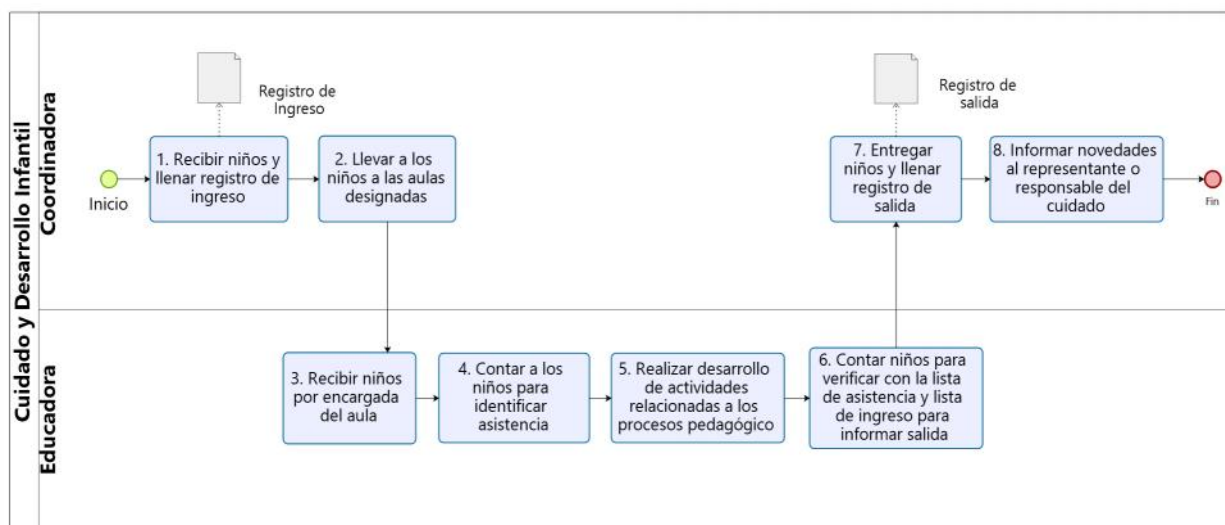 Cuidado y Desarrollo Infantil
Coordinadora
Registro de
Ingreso
Registro de
salida
Inicio
1. Recibir niños y
llenar registro de
ingreso
2. Llevar a los
niños a las aulas
designadas
7. Entregar
niños y llenar
registro de
salida
8. Informar novedades
al representante o
responsable del
cuidado
Fin
Educadora
3. Recibir niños
por encargada
del aula
4. Contar a los
niños para
identificar
asistencia
5. Realizar desarrollo
de actividades
relacionadas a los
procesos pedagógico
6. Contar niños para
verificar con la lista
de asistencia y lista
de ingreso para
informar salida